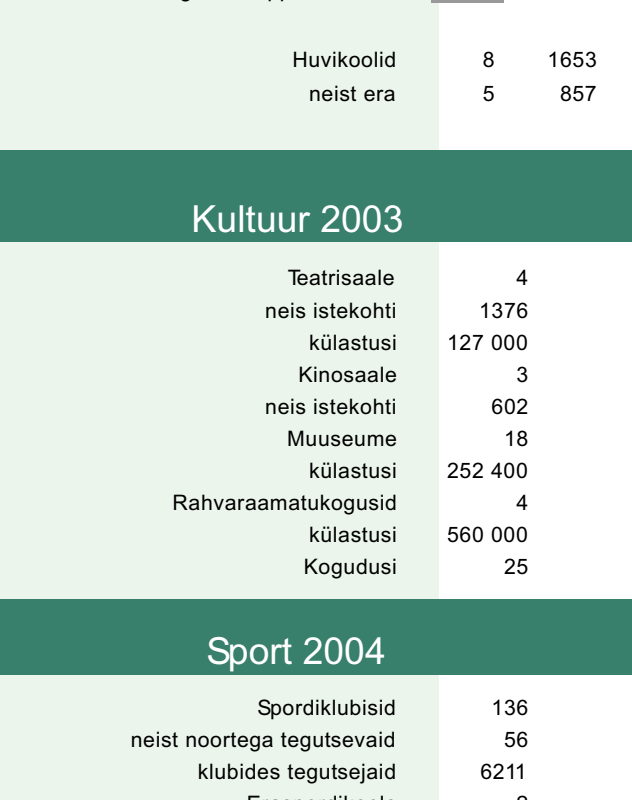 Huvikoolid 8 1653
neist era 5 857
Kultuur 2003
Teatrisaale 4
neis istekohti 1376
külastusi 127 000
Kinosaale 3
neis istekohti 602
Muuseume 18
külastusi 252 400
Rahvaraamatukogusid 4
külastusi 560 000
Kogudusi 25
Sport 2004
Spordiklubisid 136
neist noortega tegutsevaid 56
klubides tegutsejaid 6211